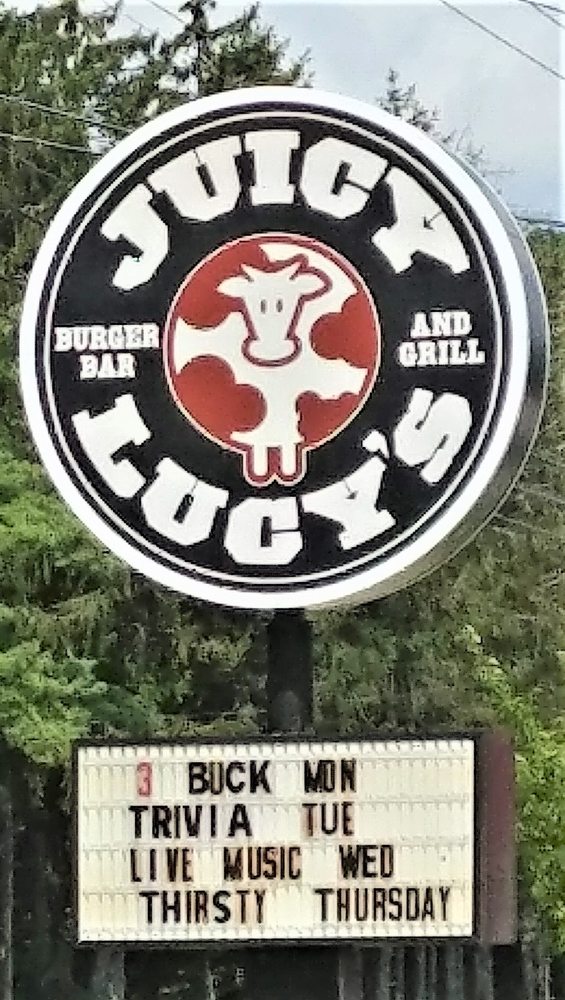 JUICY
BURGER
BAR
AND
GRILL
LUCY'S
3 BUCK MON
TRIVIA TUE
LIVE MUSIC WED
THIRSTY THURSDAY